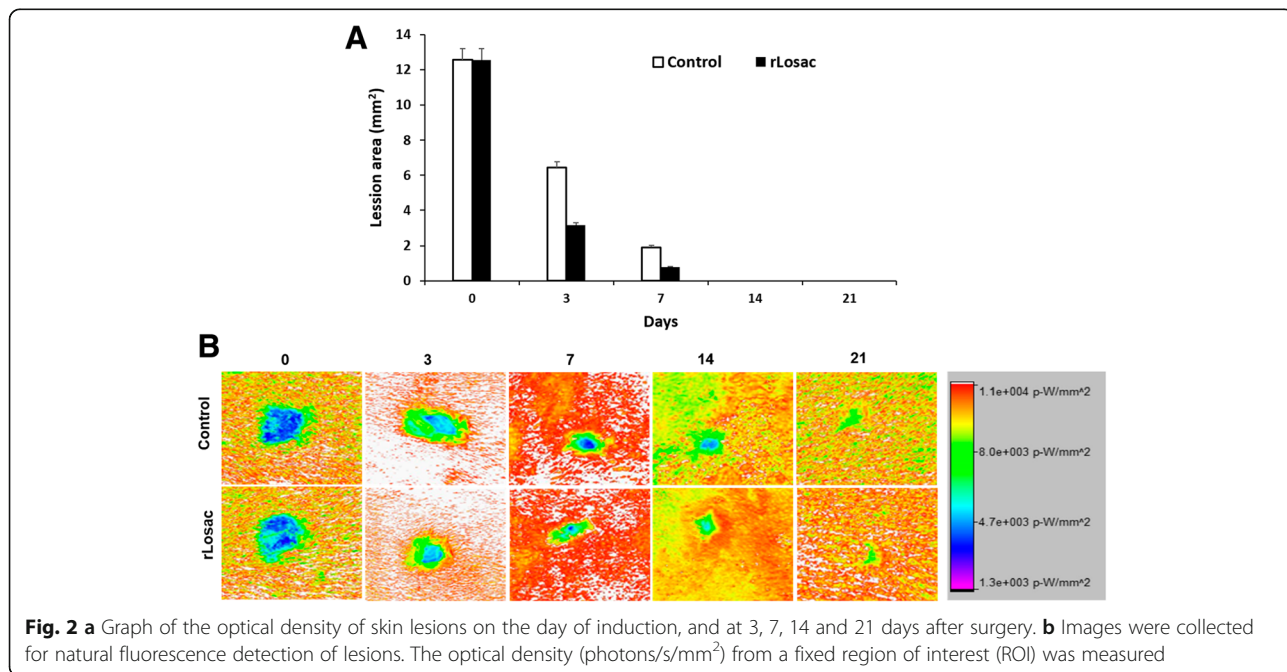 A
14
12
10
8
6
4
2
0
Lession area (mm²)
Control rLosac
0 3 7 14 21
Days
B
0 3 7 14 21
Control
rLosac
1.1e+004 p-W/mm^2
8.0e+003 p-W/mm^2
4.7e+003 p-W/mm^2
1.3e+003 p-W/mm^2
Fig. 2 a Graph of the optical density of skin lesions on the day of induction, and at 3, 7, 14 and 21 days after surgery. b Images were collected
for natural fluorescence detection of lesions. The optical density (photons/s/mm²) from a fixed region of interest (ROI) was measured